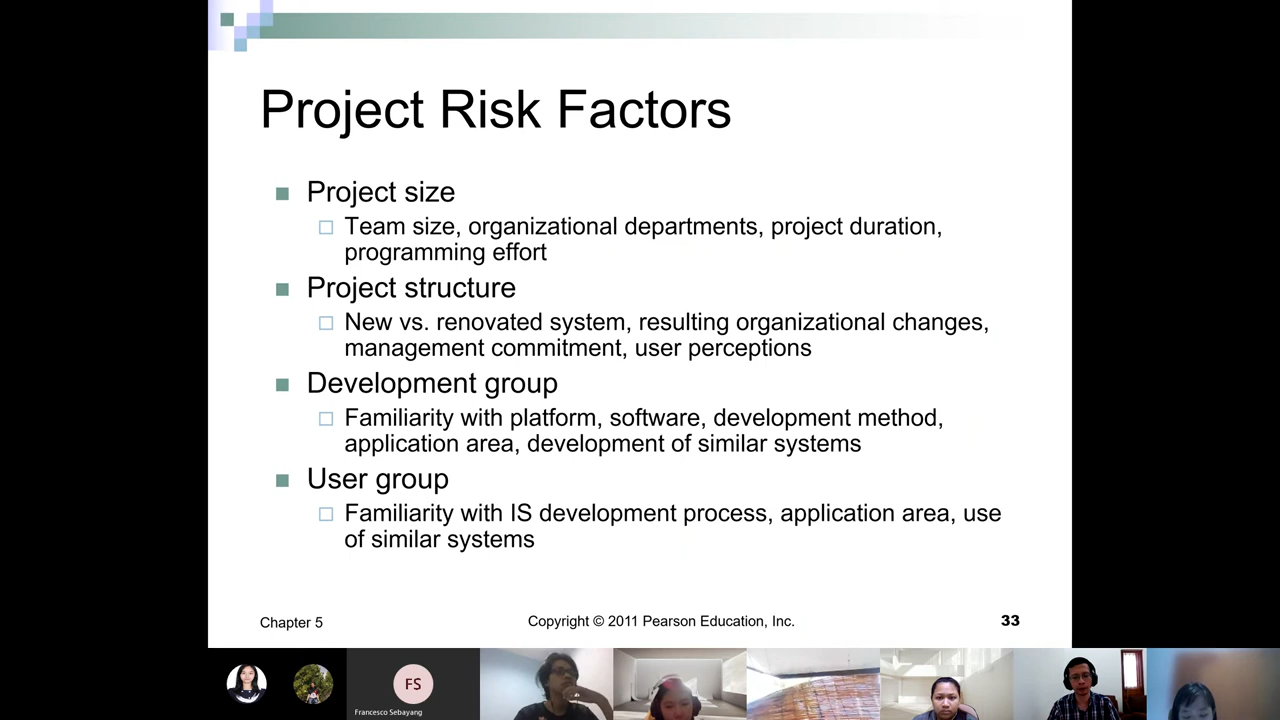 Project Risk Factors
Project size
Team size, organizational departments, project duration,
programming effort
Project structure
New vs. renovated system, resulting organizational changes,
management commitment, user perceptions
Development group
Familiarity with platform, software, development method,
application area, development of similar systems
User group
Familiarity with IS development process, application area, use
of similar systems
Chapter 5
Copyright © 2011 Pearson Education, Inc.
33
FS
Francesco Sebayang